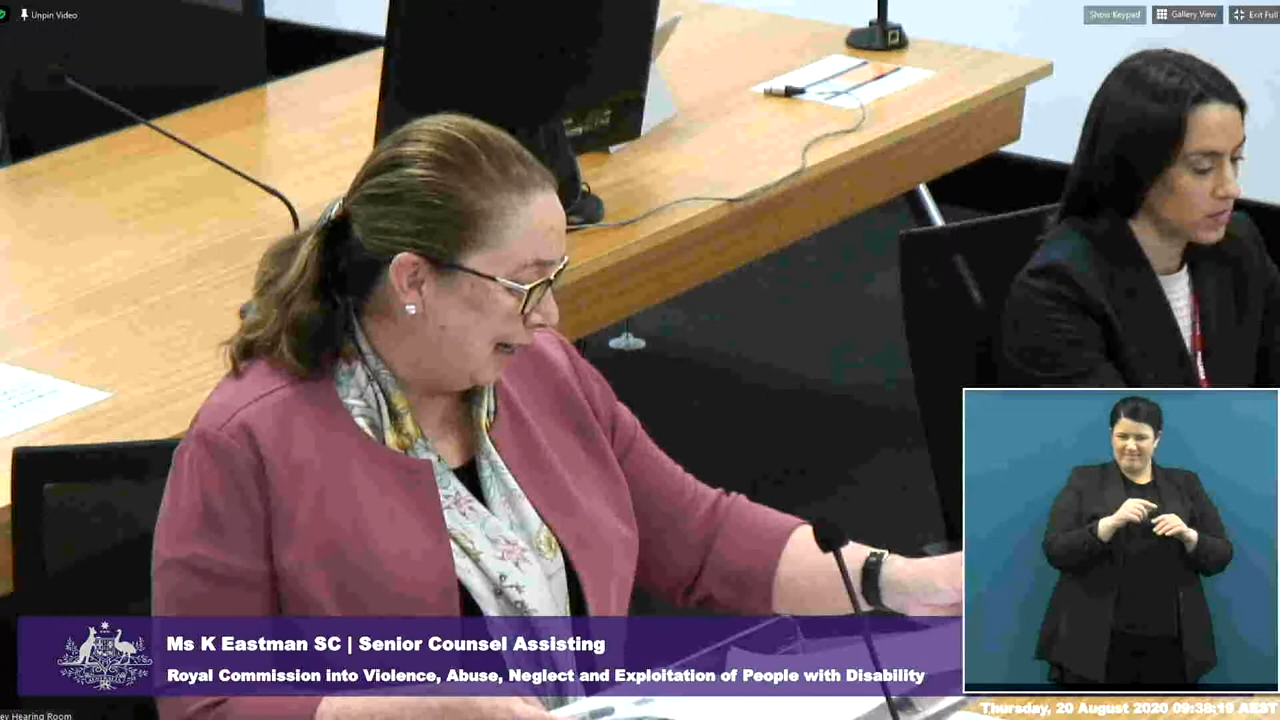 Unpin Video
Show Keypad
Gallery View
Exit Full
Ms K Eastman SC | Senior Counsel Assisting
Royal Commission into Violence, Abuse, Neglect and Exploitation of People with Disability
Hearing Room
Thursday, 20 August 2020 09:38:19 AEST